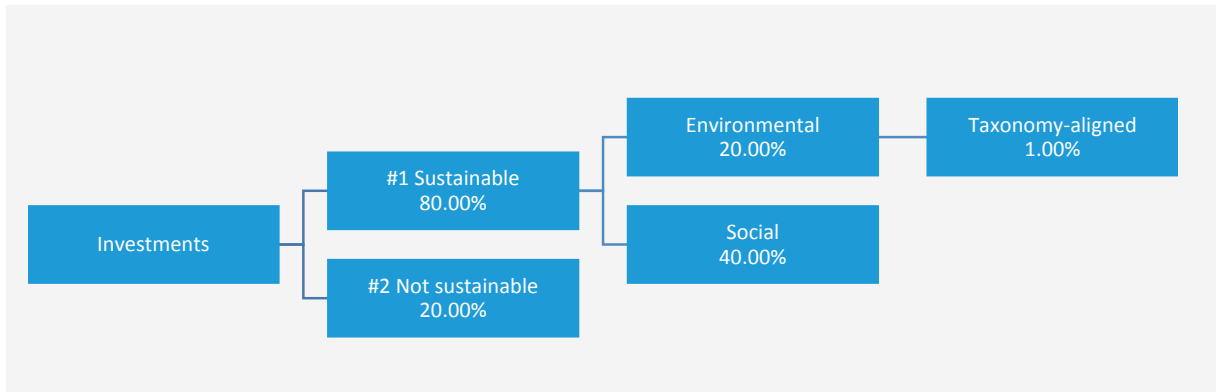 Investments
#1 Sustainable
80.00%
#2 Not sustainable
20.00%
Environmental
20.00%
Social
40.00%
Taxonomy-aligned
1.00%